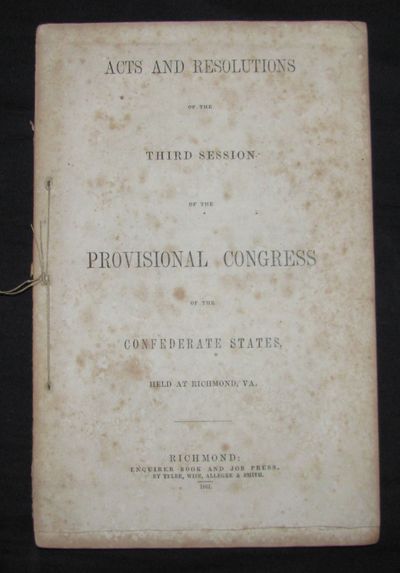 ACTS AND RESOLUTIONS
OF THE
THIRD SESSION
OF THE
PROVISIONAL CONGRESS
OF THE
CONFEDERATE STATES,
HELD AT RICHMOND, VA.
RICHMOND:
ENQUIRER BOOK AND JOB PRESS.
BY TYLER, WISE, ALLEGRE & SMITH.
1861.